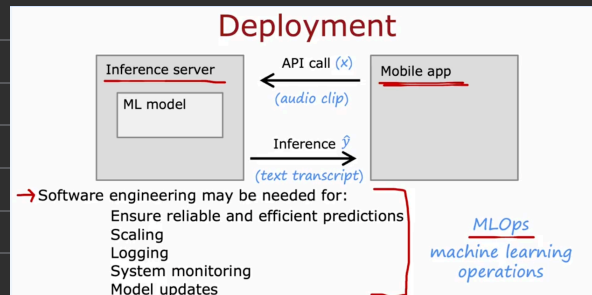 Deployment
Inference server
ML model
API call (x)
(audio clip)
Mobile app
Inference ŷ
(text transcript)
Software engineering may be needed for:
Ensure reliable and efficient predictions
Scaling
Logging
System monitoring
Model updates
MLOps
machine learning
operations